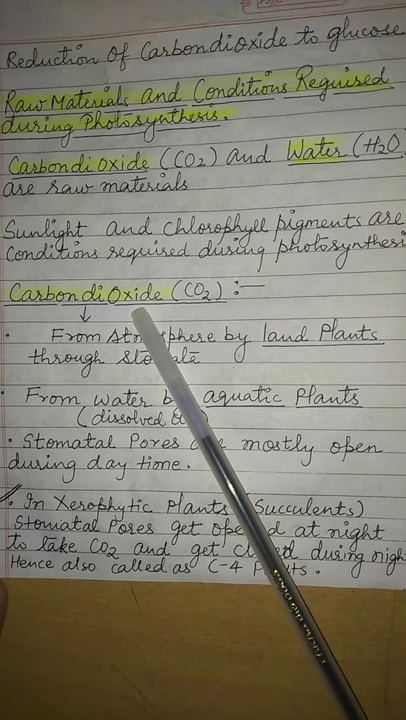 Reduction of Carbondioxide to glucose
Raw Materials and Conditions Required
during Photosynthesis.
Carbondioxide (CO2) and Water (H2O
are raw materials
Sunlight and Chlorophyll pigments are
Conditions required during photosynthesi
Carbondioxide (CO2) :—
↓
• From Atmosphere by land Plants
through Stomata
• From water by aquatic Plants
(dissolved
• Stomatal Pores are mostly open
during day time.
• In Xerophytic Plants (Succulents)
Stomatal Pores get opened at night
to take CO2 and get closed during nigh
Hence also called as C-4 Plants.